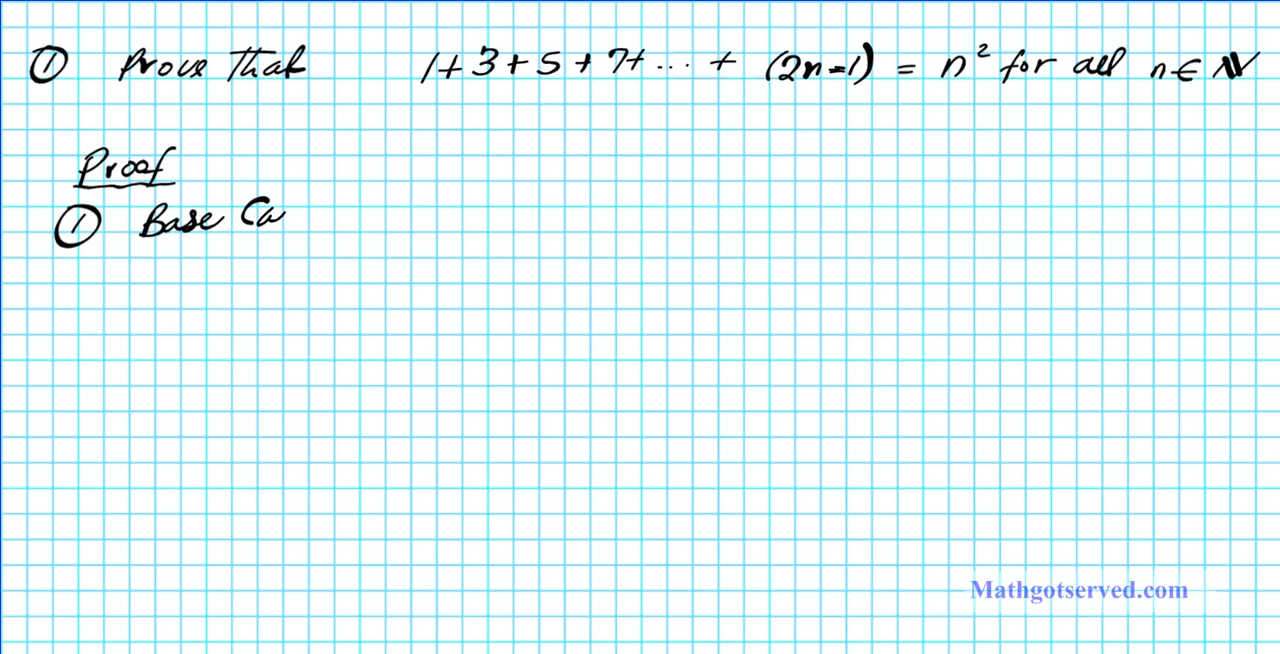 ① Prove that 1+3+5+7+...+(2n-1) = n² for all n∈ℕ
Proof
① Base Ca
Mathgotserved.com